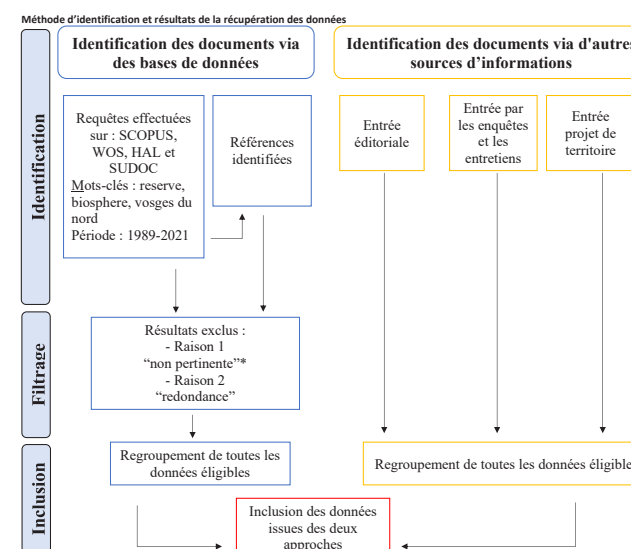 Méthode d'identification et résultats de la récupération des données
Identification des documents via
des bases de données
Identification des documents via d'autres
sources d'informations
Identification
Requêtes effectuées
sur : SCOPUS,
WOS, HAL et
SUDOC
Mots-clés : reserve,
biosphere, vosges du
nord
Période : 1989-2021
Références
identifiées
Entrée
éditoriale
Entrée par
les enquêtes
et les
entretiens
Entrée
projet de
territoire
Filtrage
Résultats exclus :
- Raison 1
“non pertinente”*
- Raison 2
“redondance”
Inclusion
Regroupement de toutes les
données éligibles
Regroupement de toutes les données éligible
Inclusion des données
issues des deux
approches